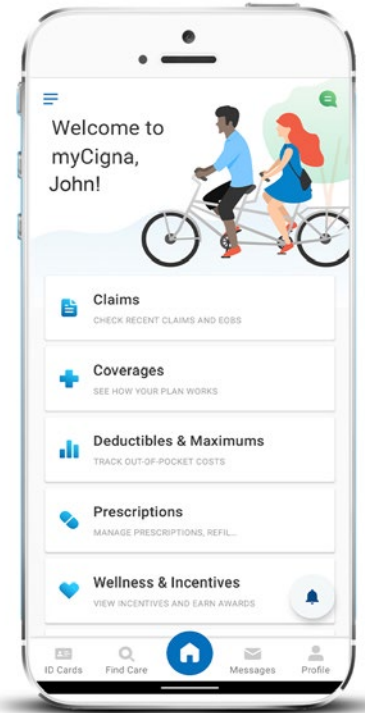 Welcome to
myCigna,
John!
Claims
CHECK RECENT CLAIMS AND EOBS
Coverages
SEE HOW YOUR PLAN WORKS
Deductibles & Maximums
TRACK OUT-OF-POCKET COSTS
Prescriptions
MANAGE PRESCRIPTIONS, REFIL...
Wellness & Incentives
VIEW INCENTIVES AND EARN AWARDS
ID Cards Find Care Messages Profile